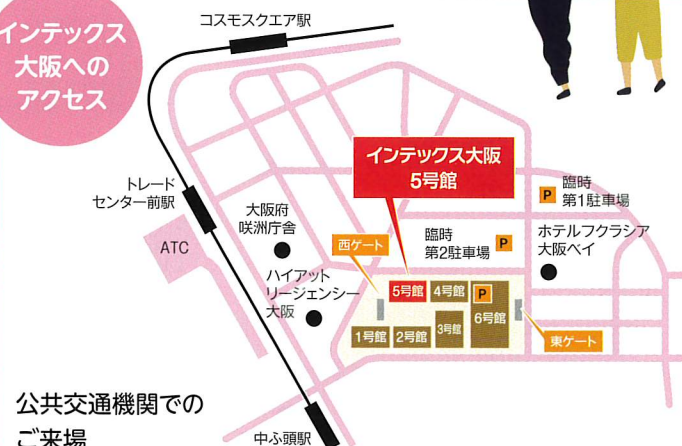 インテックス
大阪への
アクセス
コスモスクエア駅
インテックス大阪
5号館
トレード
センター前駅
ATC
大阪府
咲洲庁舎
西ゲート
臨時
第2駐車場
P
P
臨時
第1駐車場
ホテルフクラシア
大阪ベイ
ハイアット
リージェンシー
大阪
5号館
4号館
P
1号館
2号館
3号館
6号館
東ゲート
中ふ頭駅
公共交通機関での
ご来場